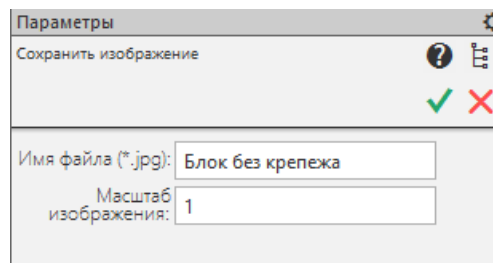 Параметры
Сохранить изображение
Имя файла (*.jpg):
Блок без крепежа
Масштаб
изображения:
1